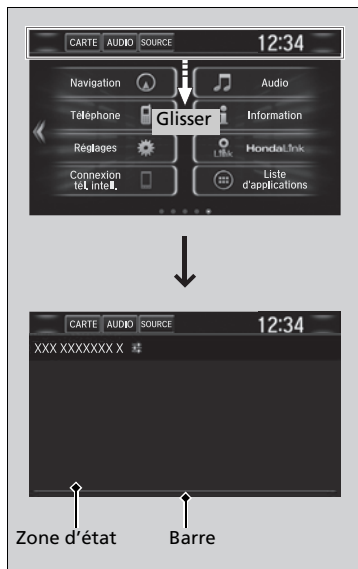 CARTE AUDIO SOURCE 12:34
Navigation Audio
Téléphone Glisser Information
Réglages Link HondaLink
Connexion tél. intell. Liste d'applications
CARTE AUDIO SOURCE 12:34
XXX XXXXXXX X
Zone d'état Barre